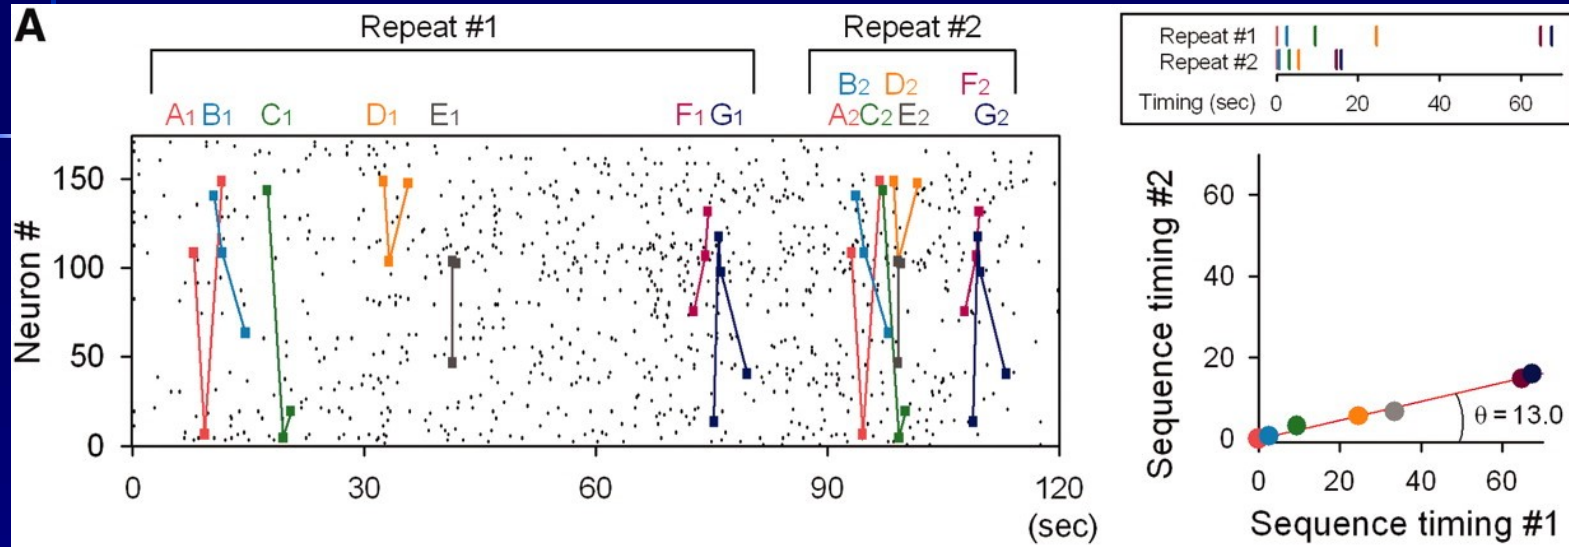 A
Repeat #1
Repeat #2
B2 D2 F2
A1 B1 C1 D1 E1 F1 G1 A2 C2 E2 G2
Neuron #
150
100
50
0
0 30 60 90 120
(sec)
Repeat #1
Repeat #2
Timing (sec) 0 20 40 60
Sequence timing #2
60
40
20
0
θ = 13.0
0 20 40 60
Sequence timing #1